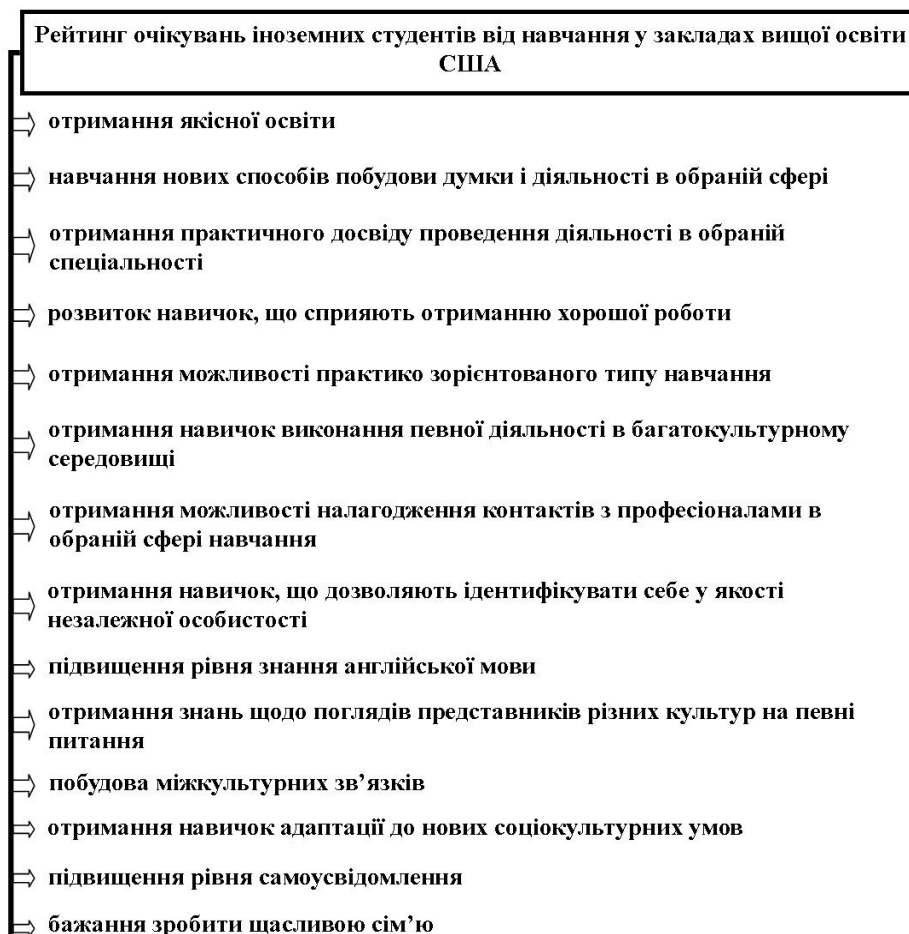 Рейтинг очікувань іноземних студентів від навчання у закладах вищої освіти
США
отримання якісної освіти
навчання нових способів побудови думки і діяльності в обраній сфері
отримання практичного досвіду проведення діяльності в обраній
спеціальності
розвиток навичок, що сприяють отриманню хорошої роботи
отримання можливості практико зорієнтованого типу навчання
отримання навичок виконання певної діяльності в багатокультурному
середовищі
отримання можливості налагодження контактів з професіоналами в
обраній сфері навчання
отримання навичок, що дозволяють ідентифікувати себе у якості
незалежної особистості
підвищення рівня знання англійської мови
отримання знань щодо поглядів представників різних культур на певні
питання
побудова міжкультурних зв’язків
отримання навичок адаптації до нових соціокультурних умов
підвищення рівня самоусвідомлення
бажання зробити щасливою сім’ю